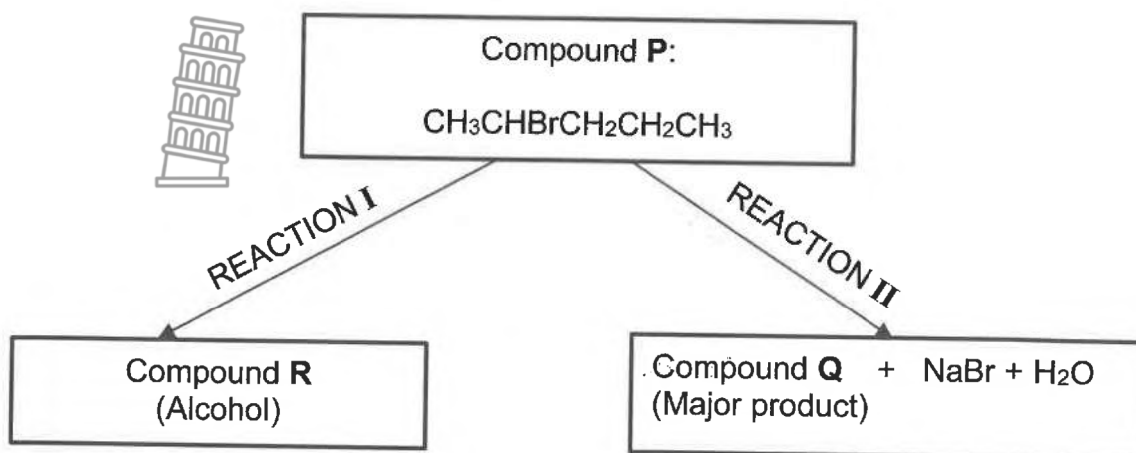 Compound P:
CH₃CHBrCH₂CH₂CH₃
REACTION I
REACTION II
Compound R
(Alcohol)
Compound Q + NaBr + H₂O
(Major product)